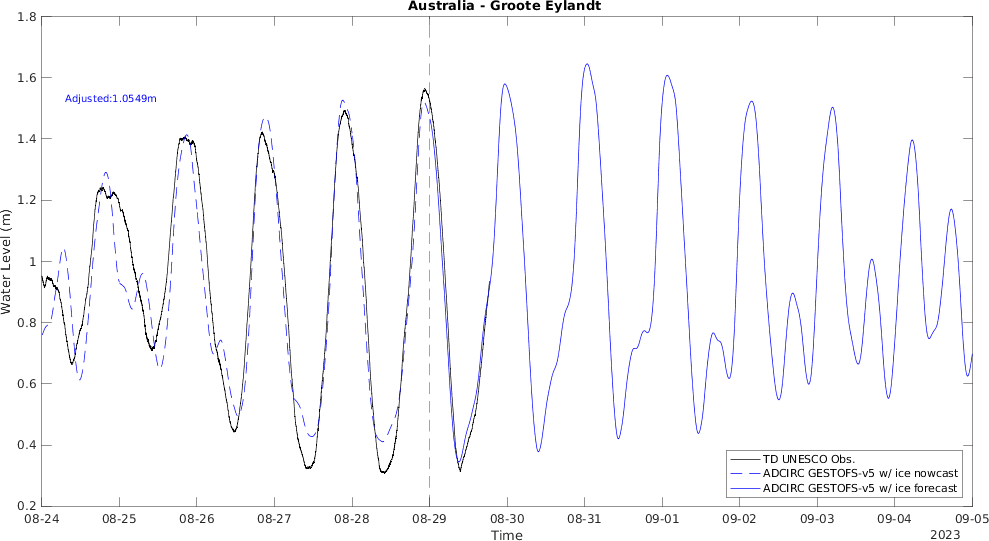 Australia - Groote Eylandt
1.8
1.6
1.4
1.2
1
0.8
0.6
0.4
0.2
Water Level (m)
Adjusted:1.0549m
TD UNESCO Obs.
ADCIRC GESTOFS-v5 w/ ice nowcast
ADCIRC GESTOFS-v5 w/ ice forecast
08-24 08-25 08-26 08-27 08-28 08-29 08-30 08-31 09-01 09-02 09-03 09-04 09-05
Time
2023